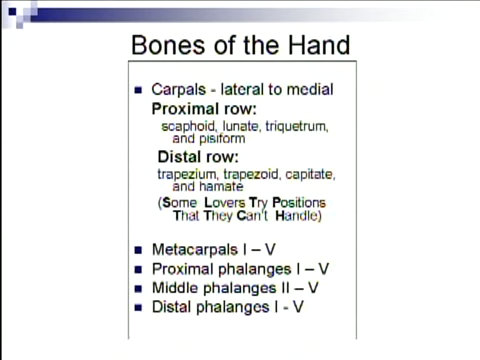 Bones of the Hand
Carpals - lateral to medial
Proximal row:
scaphoid, lunate, triquetrum,
and pisiform
Distal row:
trapezium, trapezoid, capitate,
and hamate
(Some Lovers Try Positions
That They Can't Handle)
Metacarpals I – V
Proximal phalanges I – V
Middle phalanges II – V
Distal phalanges I - V